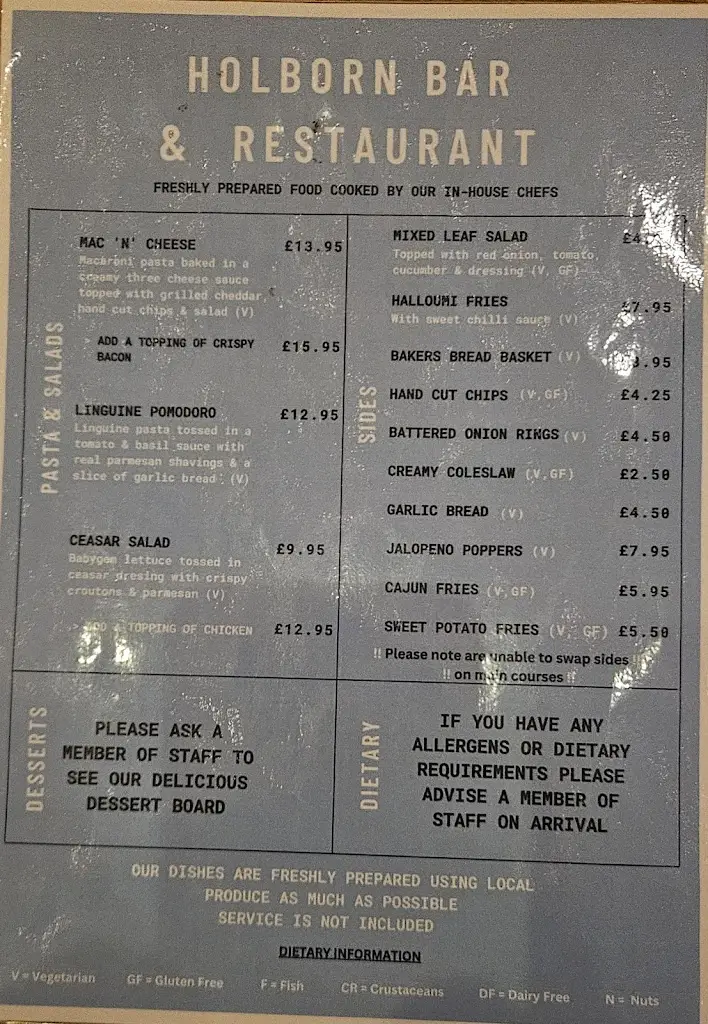 HOLBORN BAR
& RESTAURANT
FRESHLY PREPARED FOOD COOKED BY OUR IN-HOUSE CHEFS
PASTA & SALADS
MAC 'N' CHEESE £13.95
Macaroni pasta baked in a
creamy three cheese sauce
topped with grilled cheddar,
hand cut chips & salad (V)
ADD A TOPPING OF CRISPY £15.95
BACON
LINGUINE POMODORO £12.95
Linguine pasta tossed in a
tomato & basil sauce with
real parmesan shavings & a
slice of garlic bread (V)
CEASAR SALAD £9.95
Babygem lettuce tossed in
ceasar dresing with crispy
croutons & parmesan (V)
> ADD A TOPPING OF CHICKEN £12.95
SIDES
MIXED LEAF SALAD
Topped with red onion, tomato,
cucumber & dressing (V, GF)
HALLOUMI FRIES £7.95
With sweet chilli sauce (V)
BAKERS BREAD BASKET (V)
HAND CUT CHIPS (V,GF) £4.25
BATTERED ONION RINGS (V) £4.50
CREAMY COLESLAW (V,GF) £2.50
GARLIC BREAD (V) £4.50
JALOPENO POPPERS (V) £7.95
CAJUN FRIES (V,GF) £5.95
SWEET POTATO FRIES (V, GF) £5.50
!! Please note are unable to swap sides !!
!! on main courses !!
DESSERTS
PLEASE ASK A
MEMBER OF STAFF TO
SEE OUR DELICIOUS
DESSERT BOARD
DIETARY
IF YOU HAVE ANY
ALLERGENS OR DIETARY
REQUIREMENTS PLEASE
ADVISE A MEMBER OF
STAFF ON ARRIVAL
OUR DISHES ARE FRESHLY PREPARED USING LOCAL
PRODUCE AS MUCH AS POSSIBLE
SERVICE IS NOT INCLUDED
DIETARY INFORMATION
V = Vegetarian GF = Gluten Free F = Fish CR = Crustaceans DF = Dairy Free N = Nuts